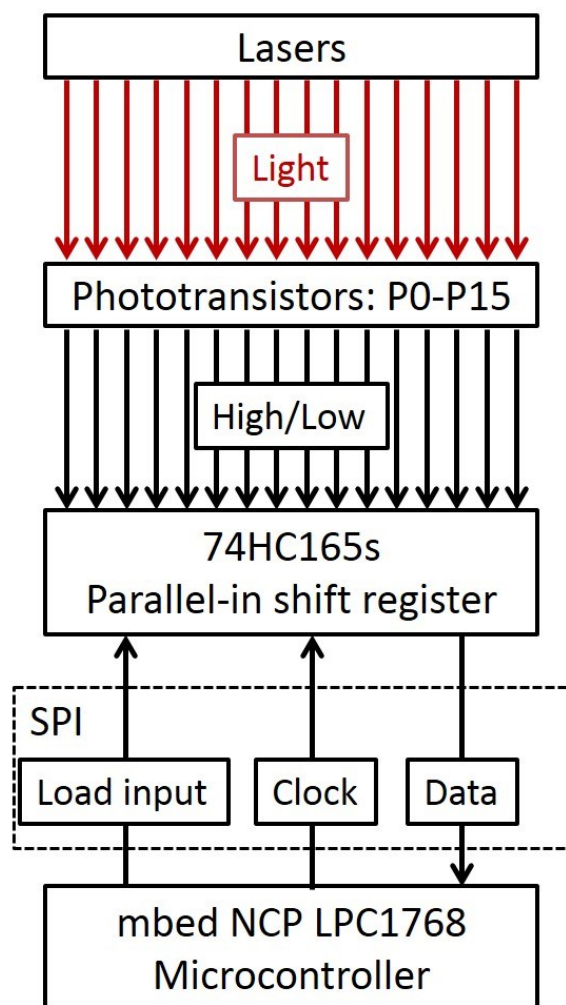 Lasers
Light
Phototransistors: P0-P15
High/Low
74HC165s
Parallel-in shift register
SPI
Load input
Clock
Data
mbed NCP LPC1768
Microcontroller